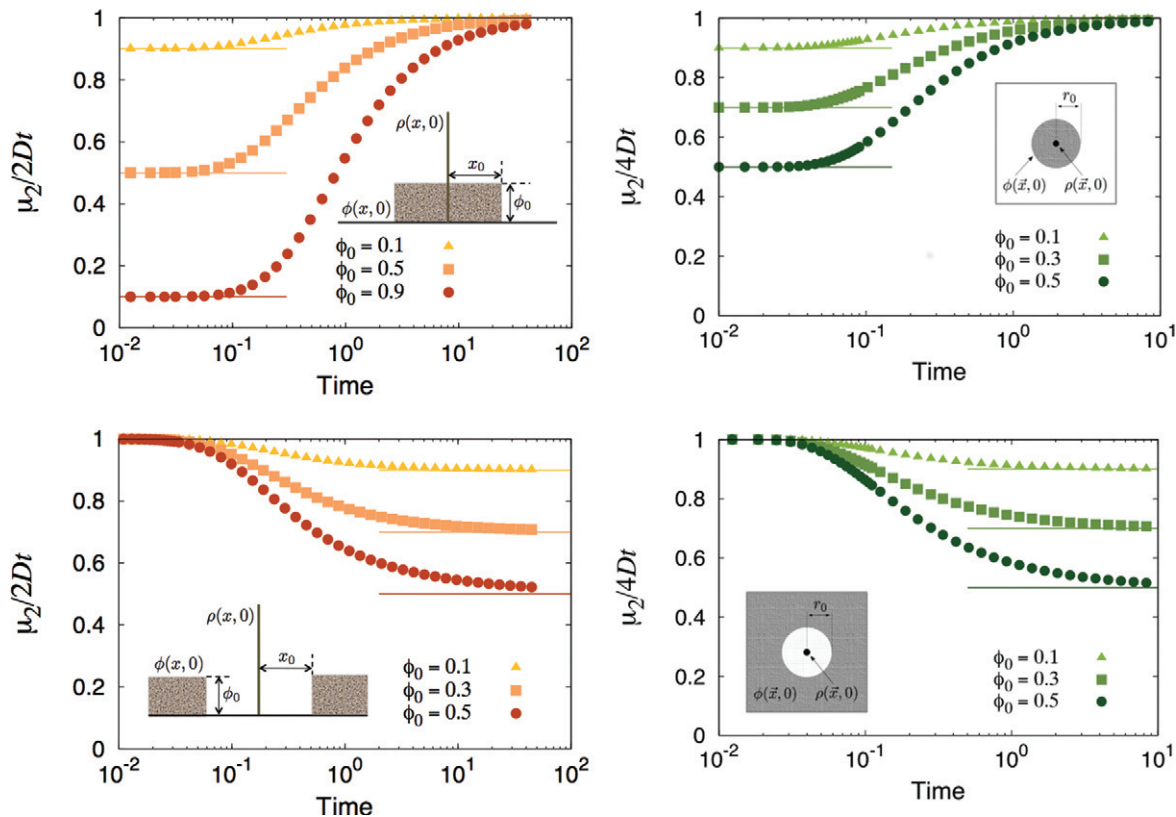 1
0.8
0.6
0.4
0.2
0
μ₂/2Dt
10⁻² 10⁻¹ 10⁰ 10¹ 10²
Time
ρ(x, 0)
x₀
ϕ(x, 0)
ϕ₀
ϕ₀ = 0.1
ϕ₀ = 0.5
ϕ₀ = 0.9
1
0.8
0.6
0.4
0.2
0
μ₂/4Dt
10⁻² 10⁻¹ 10⁰ 10¹
Time
r₀
ϕ(x⃗, 0) ρ(x⃗, 0)
ϕ₀ = 0.1
ϕ₀ = 0.3
ϕ₀ = 0.5
1
0.8
0.6
0.4
0.2
0
μ₂/2Dt
10⁻² 10⁻¹ 10⁰ 10¹ 10²
Time
ρ(x, 0)
ϕ(x, 0)
x₀
ϕ₀
ϕ₀ = 0.1
ϕ₀ = 0.3
ϕ₀ = 0.5
1
0.8
0.6
0.4
0.2
0
μ₂/4Dt
10⁻² 10⁻¹ 10⁰ 10¹
Time
r₀
ϕ(x⃗, 0) ρ(x⃗, 0)
ϕ₀ = 0.1
ϕ₀ = 0.3
ϕ₀ = 0.5